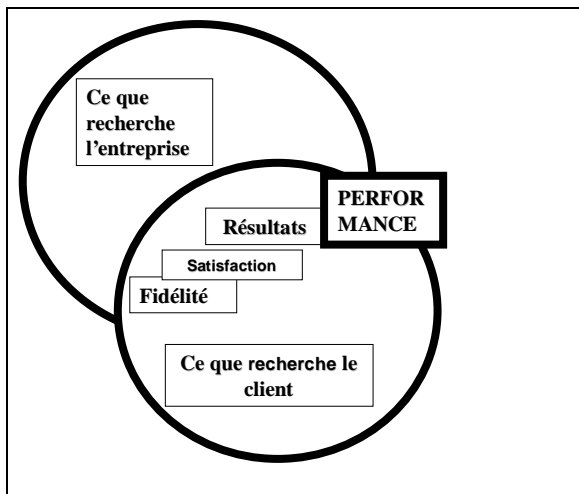 Ce que
recherche
l'entreprise
PERFOR
MANCE
Résultats
Satisfaction
Fidélité
Ce que recherche le
client